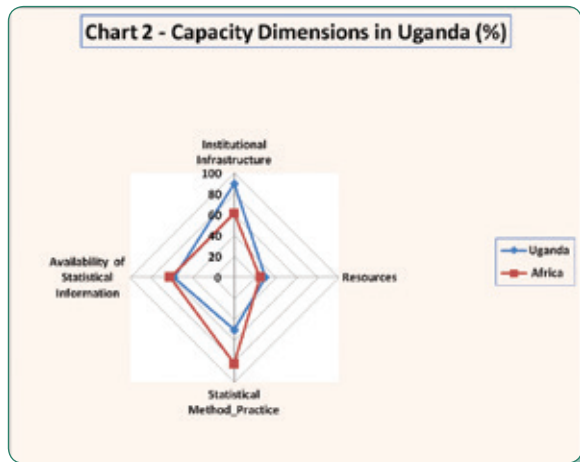 Chart 2 - Capacity Dimensions in Uganda (%)
Institutional
Infrastructure
100
80
60
40
20
0
Availability of
Statistical
Information
Resources
Statistical
Method_Practice
Uganda
Africa